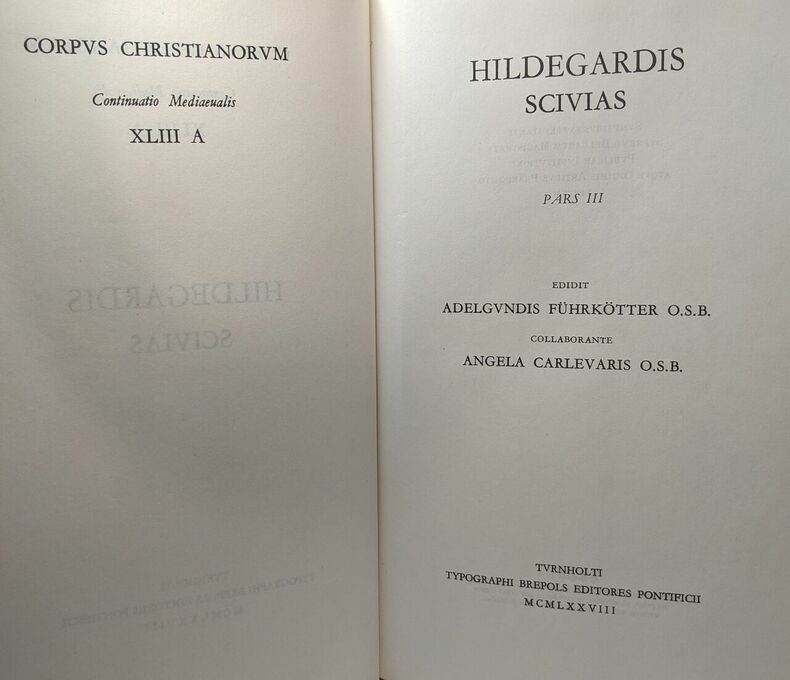 CORPVS CHRISTIANORVM
Continuatio Mediaeualis
XLIII A
HILDEGARDIS
SCIVIAS
PARS III
EDIDIT
ADELGVNDIS FÜHRKÖTTER O.S.B.
COLLABORANTE
ANGELA CARLEVARIS O.S.B.
TVRNHOLTI
TYPOGRAPHI BREPOLS EDITORES PONTIFICII
MCMLXXVIII